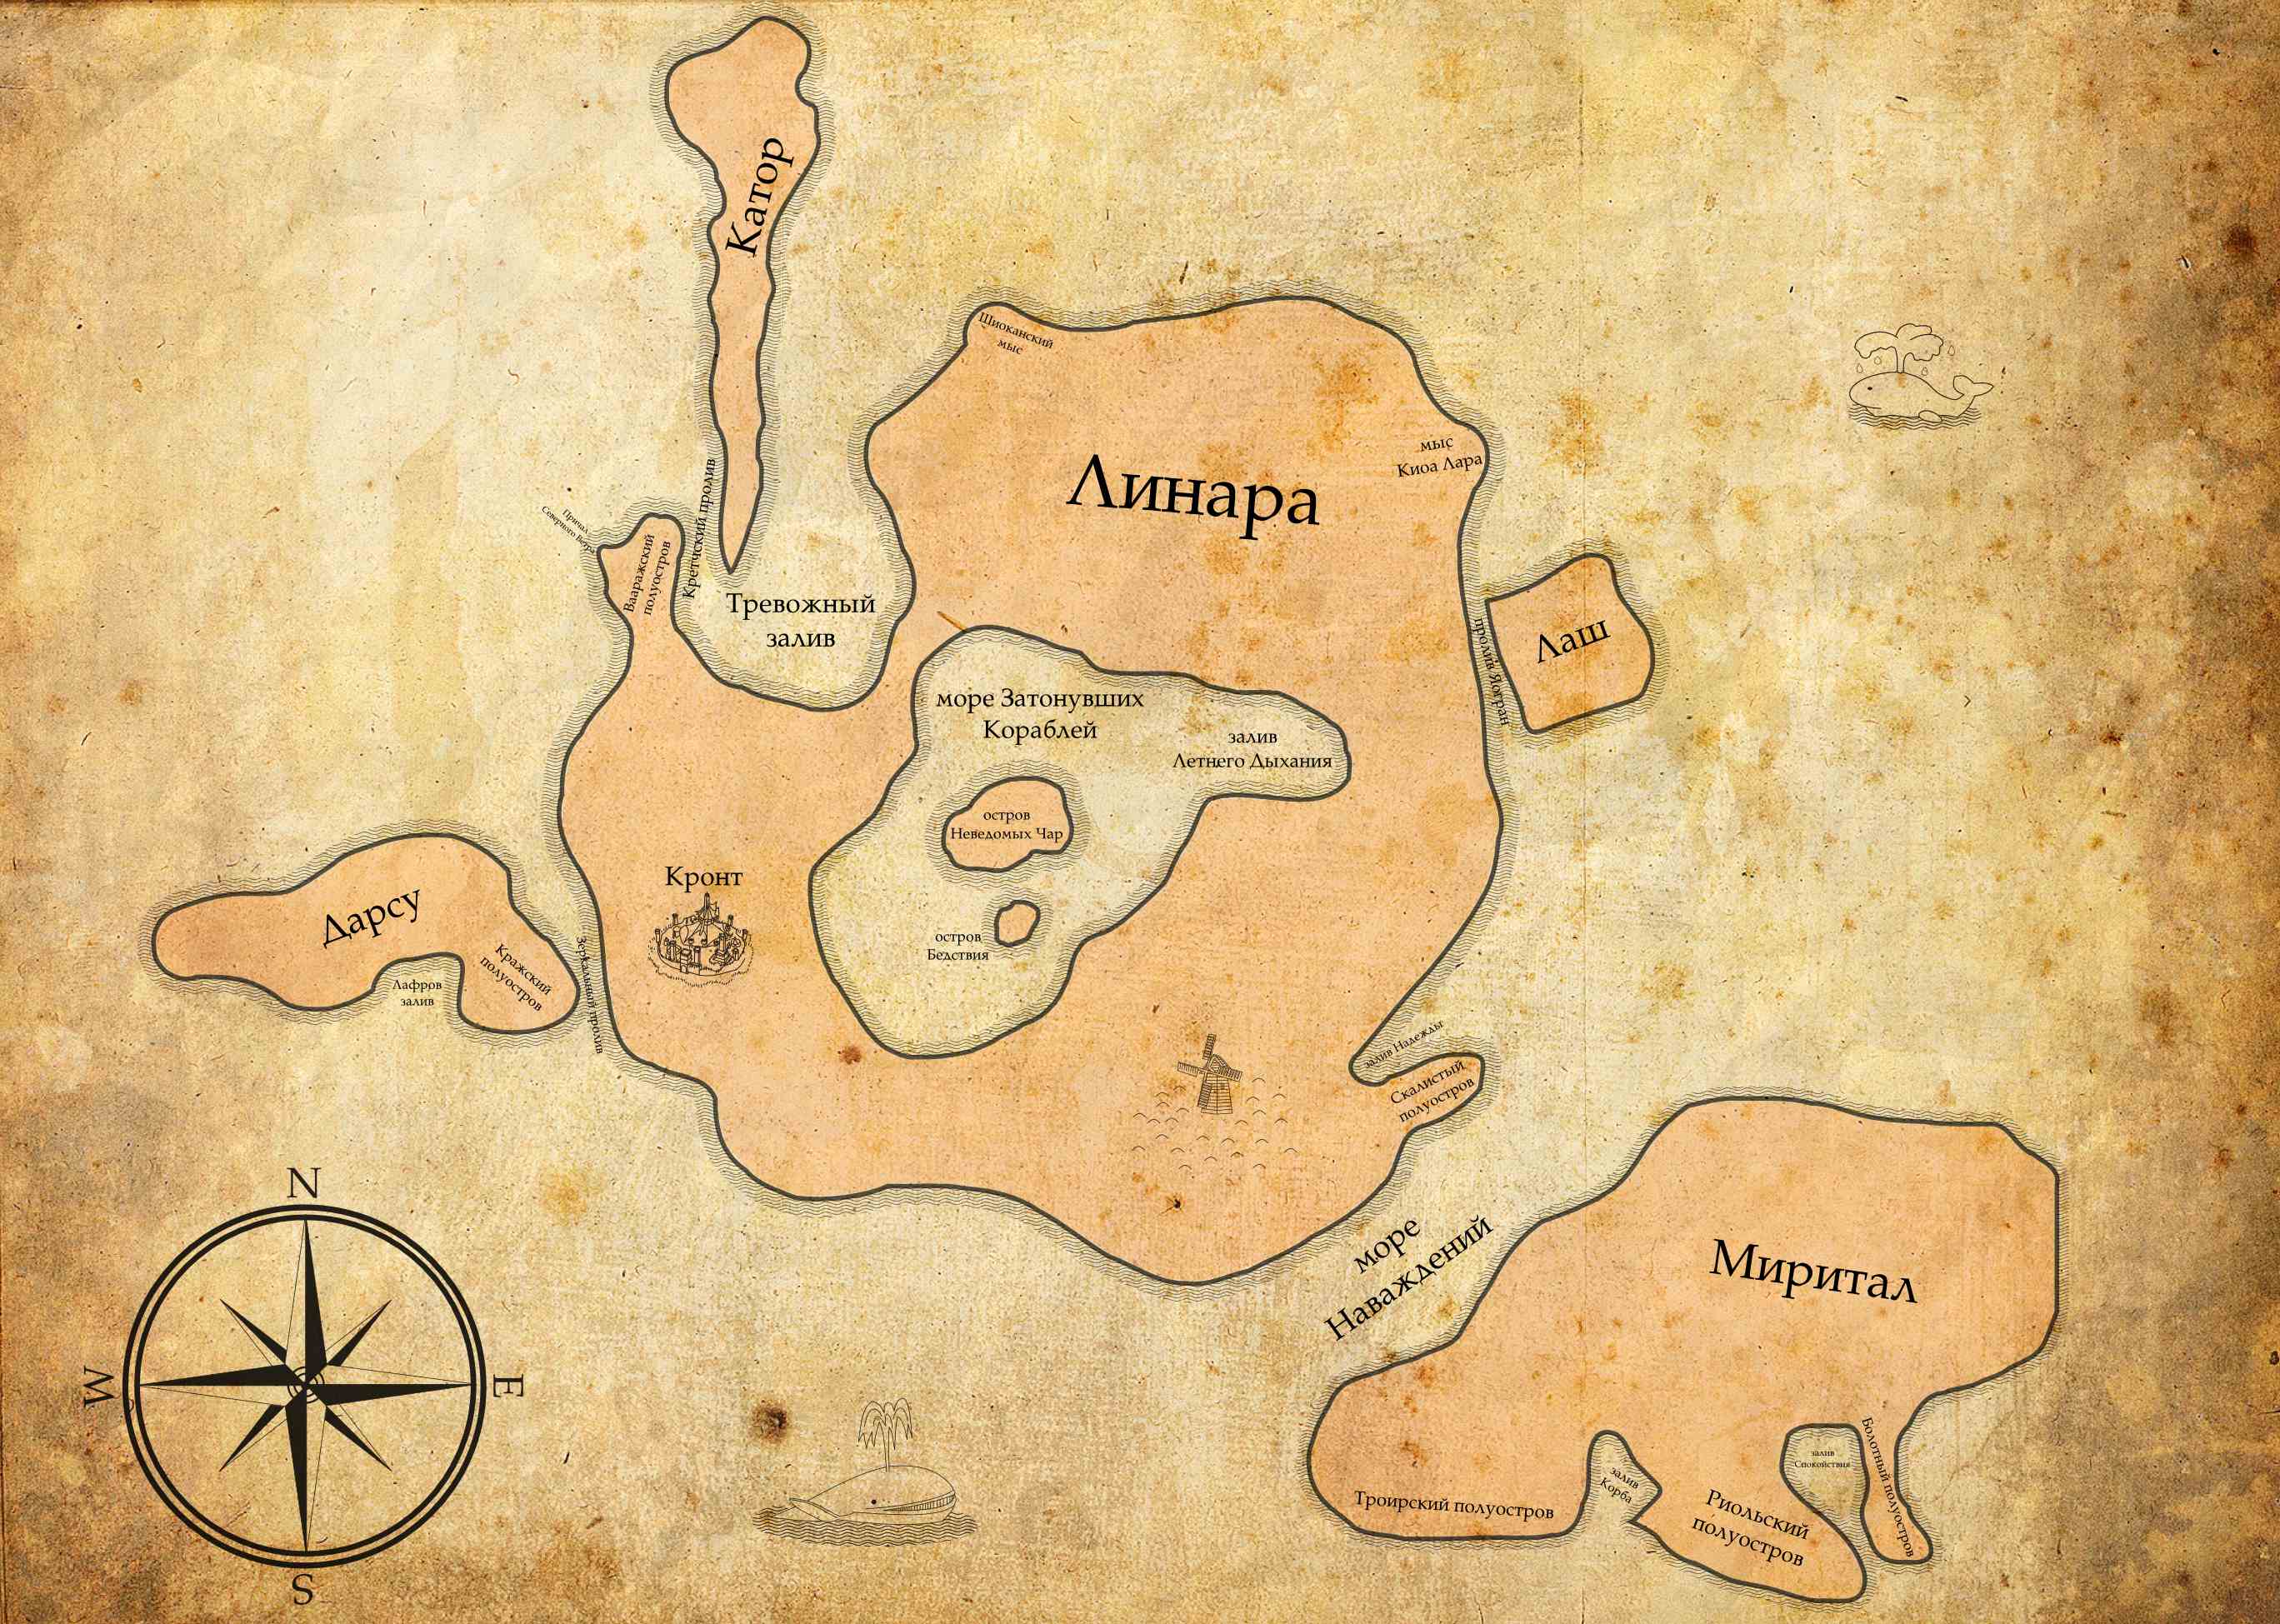 Катор
Шиоканский
мыс
Линара
мыс
Киоа Лара
Причал
Северного Ветра
Вааражский
полуостров
Кретчский пролив
Тревожный
залив
Лаш
пролив Яогран
море Затонувших
Кораблей
залив
Летнего Дыхания
остров
Неведомых Чар
остров
Бедствия
Кронт
Дарсу
Кражский
полуостров
Лафров
залив
Зеркальный пролив
залив Надежды
Скалистый
полуостров
море
Наваждений
Миритал
Троирский полуостров
залив
Корба
Риольский
полуостров
залив
Спокойствия
Болотный полуостров
N
W
E
S